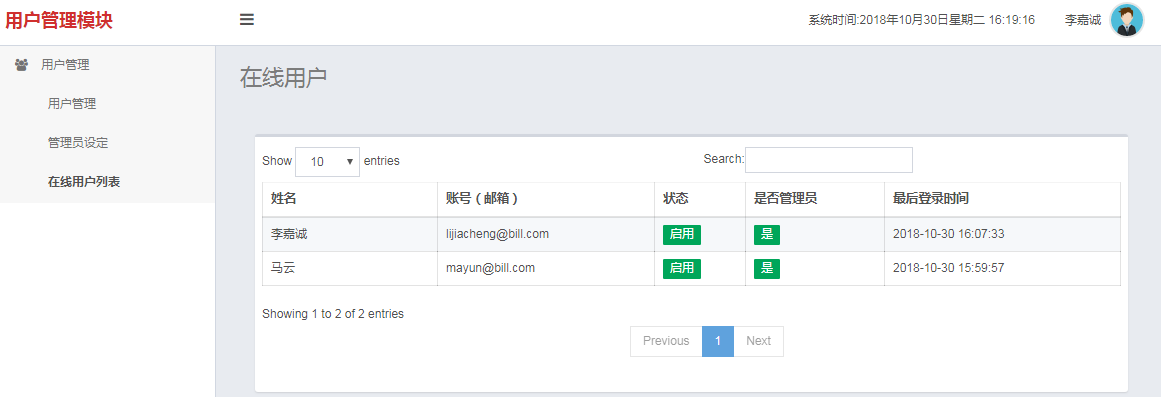 用户管理模块
系统时间:2018年10月30日星期二 16:19:16 李嘉诚
用户管理
用户管理
管理员设定
在线用户列表
在线用户
Show 10 entries Search:
姓名 账号 ( 邮箱 ) 状态 是否管理员 最后登录时间
李嘉诚 lijiacheng@bill.com 启用 是 2018-10-30 16:07:33
马云 mayun@bill.com 启用 是 2018-10-30 15:59:57
Showing 1 to 2 of 2 entries
Previous 1 Next